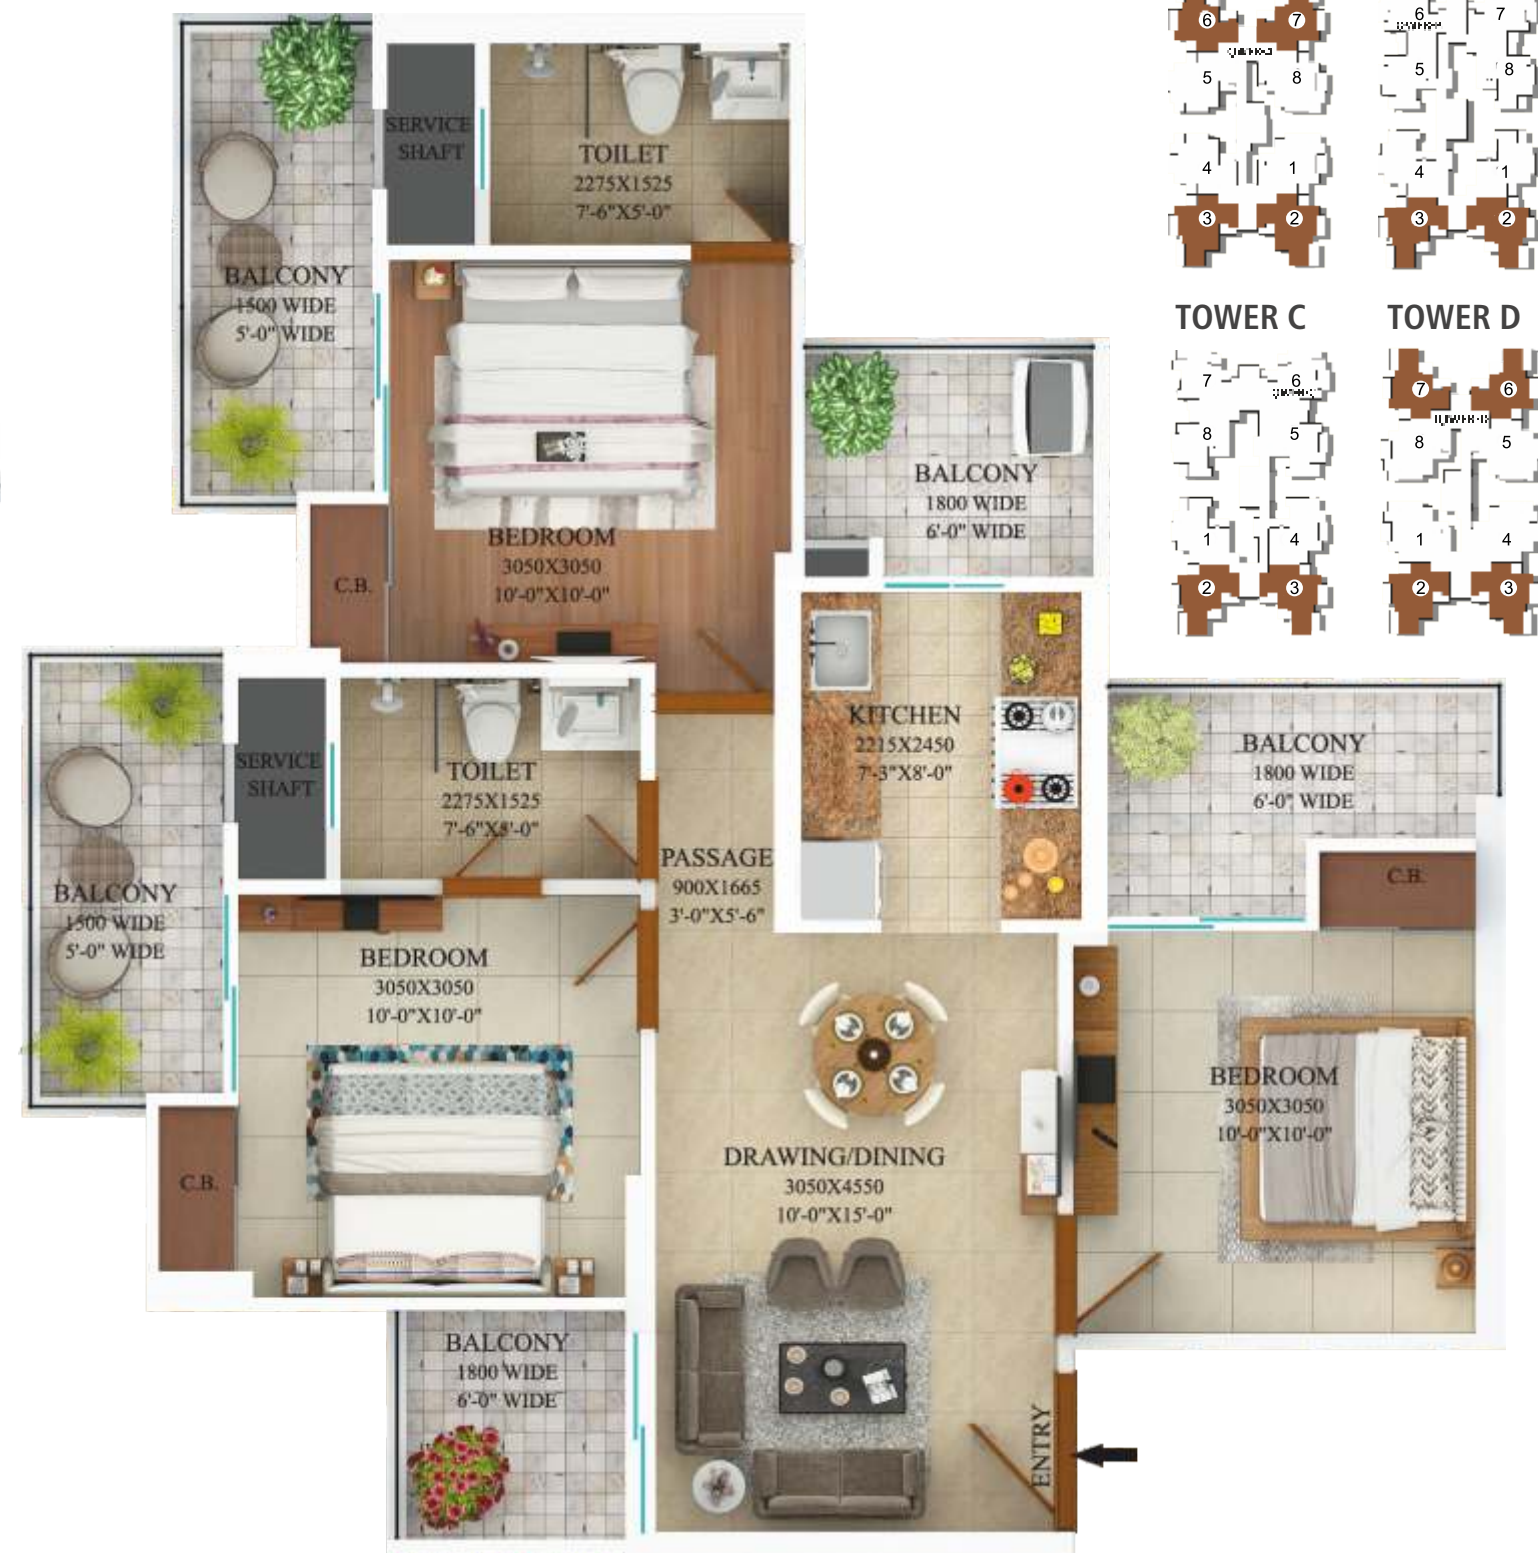 SERVICE
SHAFT
TOILET
2275X1525
7'-6"X5'-0"
BALCONY
1500 WIDE
5'-0" WIDE
BEDROOM
3050X3050
10'-0"X10'-0"
C.B.
BALCONY
1800 WIDE
6'-0" WIDE
KITCHEN
2215X2450
7'-3"X8'-0"
BALCONY
1800 WIDE
6'-0" WIDE
C.B.
SERVICE
SHAFT
TOILET
2275X1525
7'-6"X5'-0"
PASSAGE
900X1665
3'-0"X5'-6"
BALCONY
1500 WIDE
5'-0" WIDE
BEDROOM
3050X3050
10'-0"X10'-0"
C.B.
BEDROOM
3050X3050
10'-0"X10'-0"
DRAWING/DINING
3050X4550
10'-0"X15'-0"
BALCONY
1800 WIDE
6'-0" WIDE
ENTRY
6 7
5 8
4 1
3 2
6 7
5 8
4 1
3 2
TOWER C
TOWER D
7 6
8 5
1 4
2 3
7 6
8 5
1 4
2 3